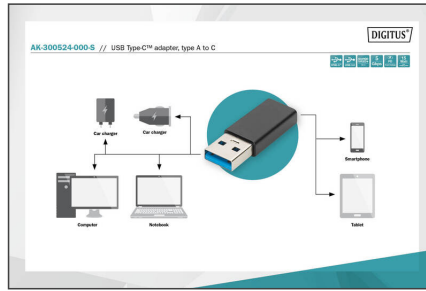 DIGITUS®
AK-300524-000-S // USB Type-C™ adapter, type A to C
Car charger
Car charger
Smartphone
Computer
Notebook
Tablet